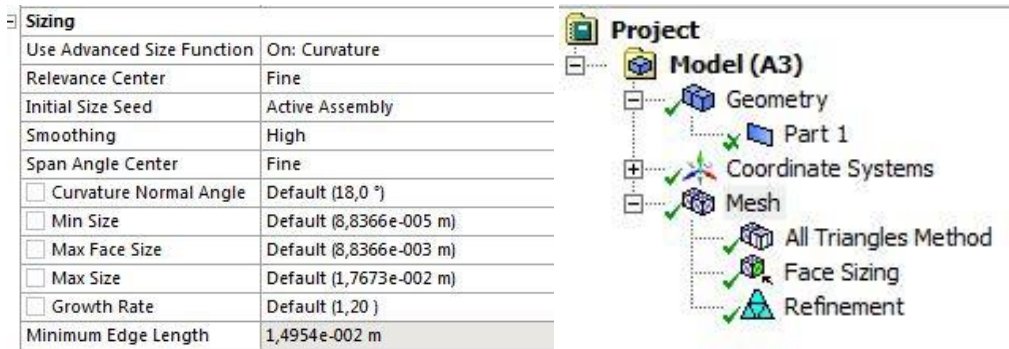 Sizing
Use Advanced Size Function On: Curvature
Relevance Center Fine
Initial Size Seed Active Assembly
Smoothing High
Span Angle Center Fine
Curvature Normal Angle Default (18,0 °)
Min Size Default (8,8366e-005 m)
Max Face Size Default (8,8366e-003 m)
Max Size Default (1,7673e-002 m)
Growth Rate Default (1,20 )
Minimum Edge Length 1,4954e-002 m
Project
Model (A3)
Geometry
Part 1
Coordinate Systems
Mesh
All Triangles Method
Face Sizing
Refinement